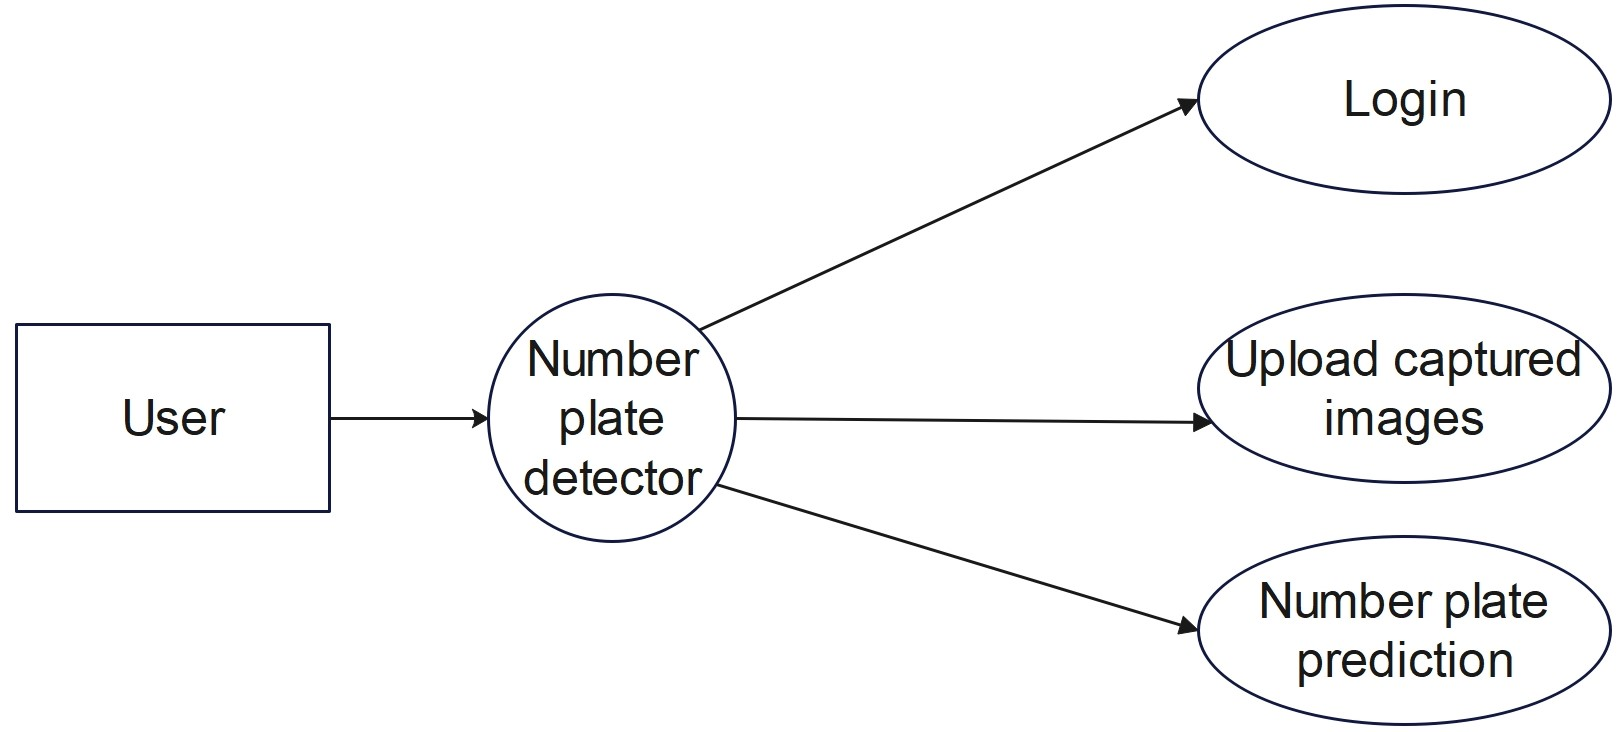 User
Number
plate
detector
Login
Upload captured
images
Number plate
prediction